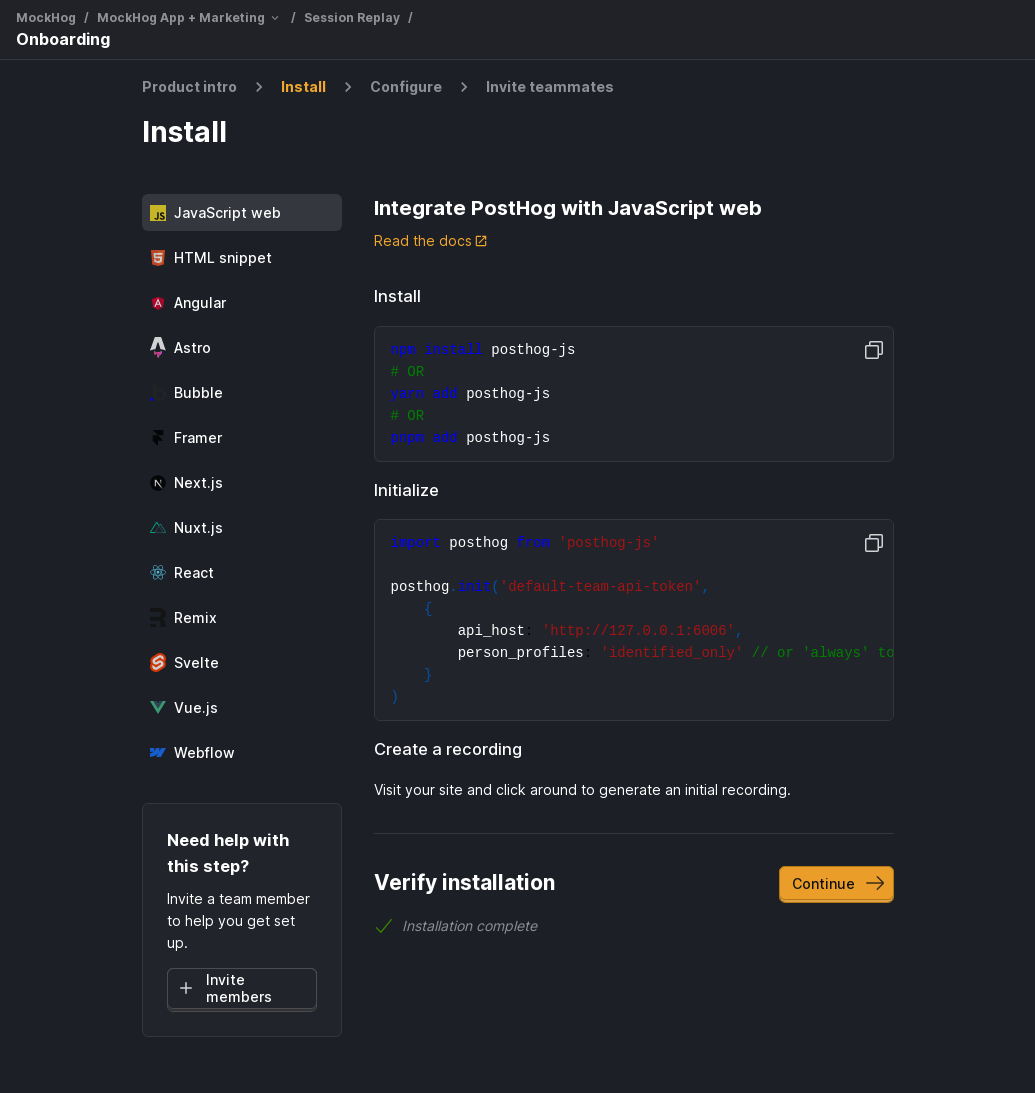 MockHog / MockHog App + Marketing / Session Replay /
Onboarding
Product intro > Install > Configure > Invite teammates
Install
JavaScript web
HTML snippet
Angular
Astro
Bubble
Framer
Next.js
Nuxt.js
React
Remix
Svelte
Vue.js
Webflow
Need help with
this step?
Invite a team member
to help you get set
up.
Invite
members
Integrate PostHog with JavaScript web
Read the docs
Install
npm install posthog-js
# OR
yarn add posthog-js
# OR
pnpm add posthog-js
Initialize
import posthog from 'posthog-js'
posthog.init('default-team-api-token',
{
api_host: 'http://127.0.0.1:6006',
person_profiles: 'identified_only' // or 'always' to
}
)
Create a recording
Visit your site and click around to generate an initial recording.
Verify installation
Continue
Installation complete